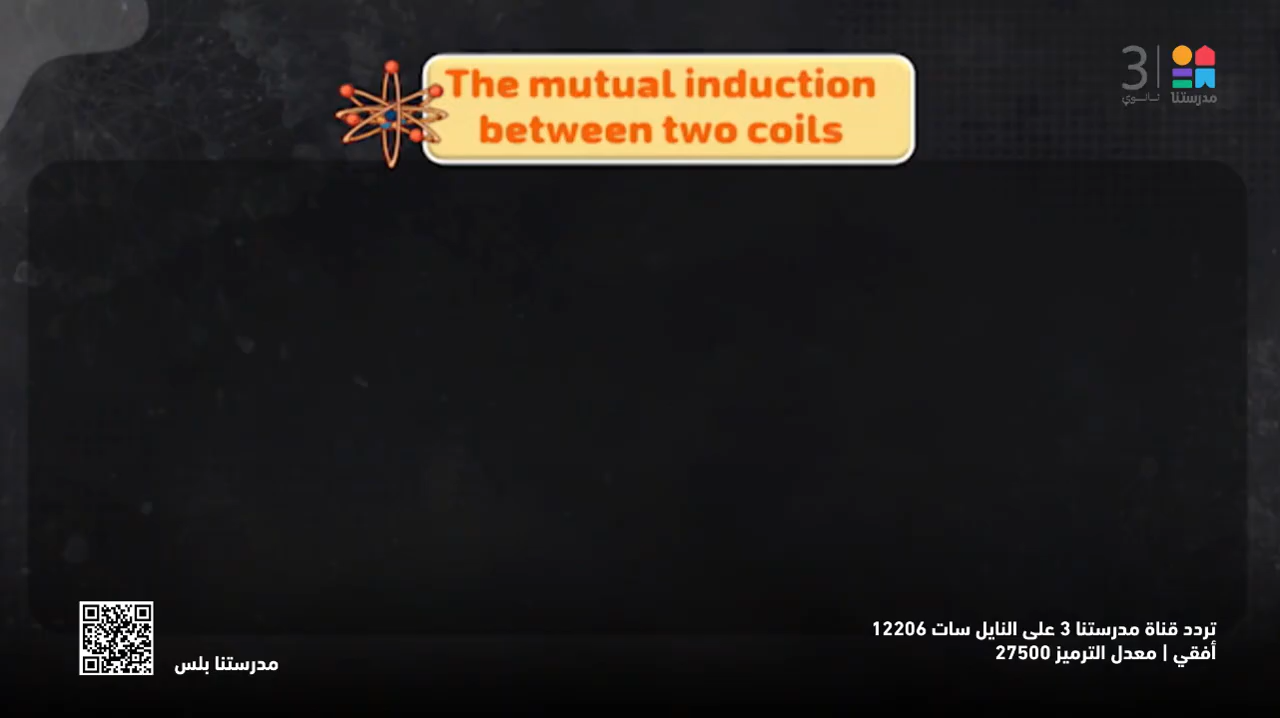 The mutual induction
between two coils
3
ثانوي
مدرستنا
تردد قناة مدرستنا 3 على النايل سات 12206
أفقي | معدل الترميز 27500
مدرستنا بلس